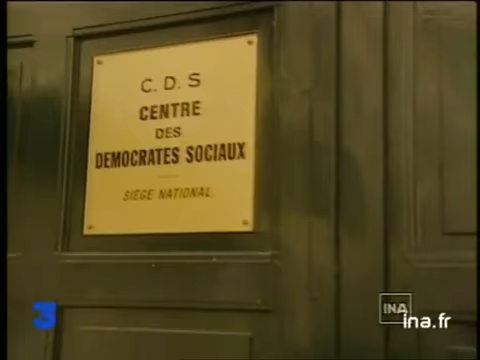 C.D.S
CENTRE
DES
DEMOCRATES SOCIAUX
SIÈGE NATIONAL
3
INA
ina.fr